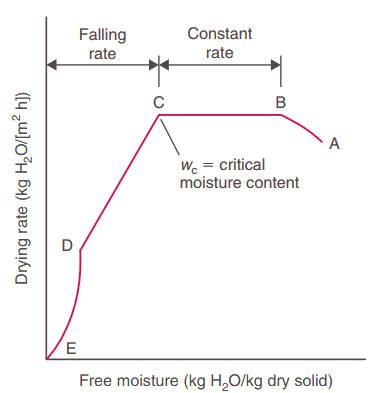 Falling
rate
Constant
rate
C
B
A
w_c = critical
moisture content
D
E
Drying rate (kg H₂O/[m² h])
Free moisture (kg H₂O/kg dry solid)